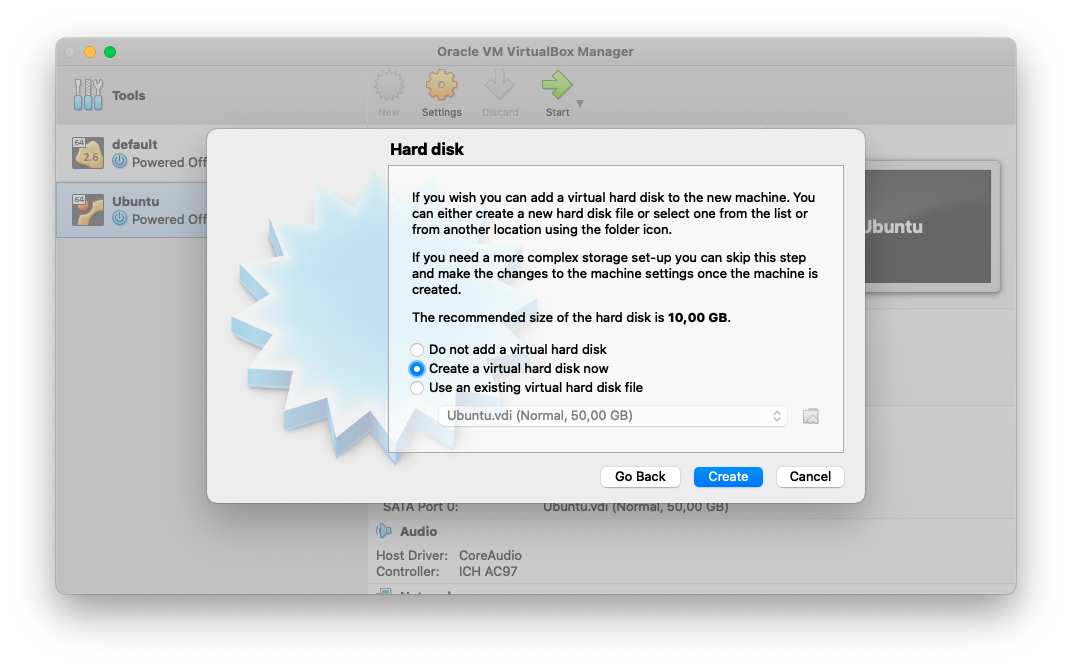 Oracle VM VirtualBox Manager
Tools
New
Settings
Discard
Start
64
2.6
default
Powered Off
64
Ubuntu
Powered Off
Ubuntu
Hard disk
If you wish you can add a virtual hard disk to the new machine. You
can either create a new hard disk file or select one from the list or
from another location using the folder icon.
If you need a more complex storage set-up you can skip this step
and make the changes to the machine settings once the machine is
created.
The recommended size of the hard disk is 10,00 GB.
Do not add a virtual hard disk
Create a virtual hard disk now
Use an existing virtual hard disk file
Ubuntu.vdi (Normal, 50,00 GB)
Go Back
Create
Cancel
SATA Port 0: Ubuntu.vdi (Normal, 50,00 GB)
Audio
Host Driver: CoreAudio
Controller: ICH AC97